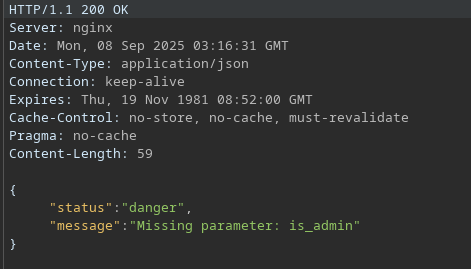 HTTP/1.1 200 OK
Server: nginx
Date: Mon, 08 Sep 2025 03:16:31 GMT
Content-Type: application/json
Connection: keep-alive
Expires: Thu, 19 Nov 1981 08:52:00 GMT
Cache-Control: no-store, no-cache, must-revalidate
Pragma: no-cache
Content-Length: 59

{
     "status":"danger",
     "message":"Missing parameter: is_admin"
}